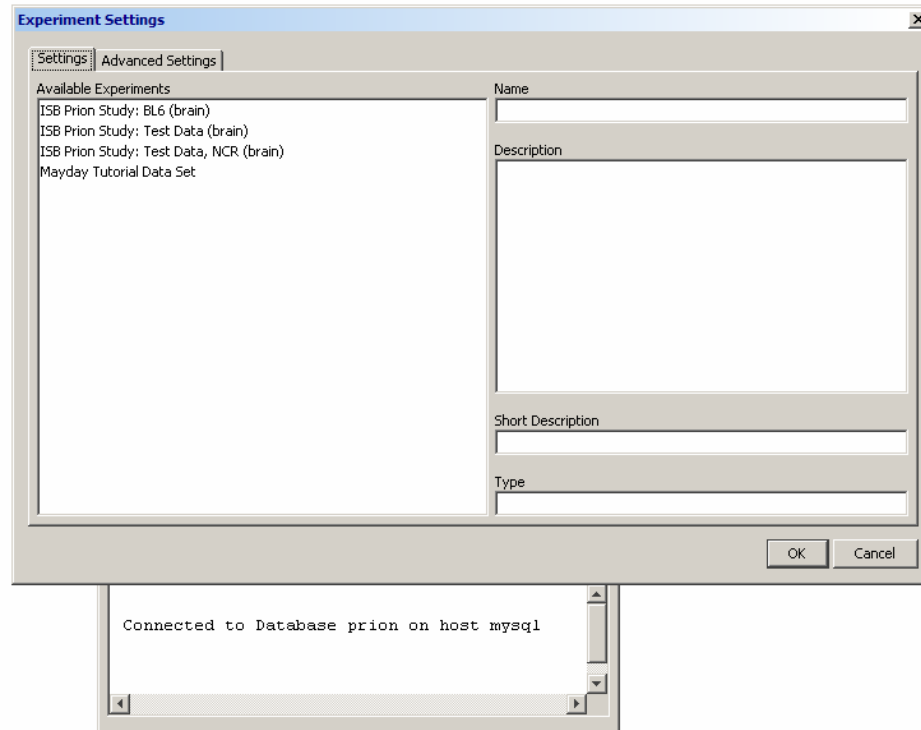 Experiment Settings
Settings
Advanced Settings
Available Experiments
ISB Prion Study: BL6 (brain)
ISB Prion Study: Test Data (brain)
ISB Prion Study: Test Data, NCR (brain)
Mayday Tutorial Data Set
Name
Description
Short Description
Type
OK
Cancel
Connected to Database prion on host mysql